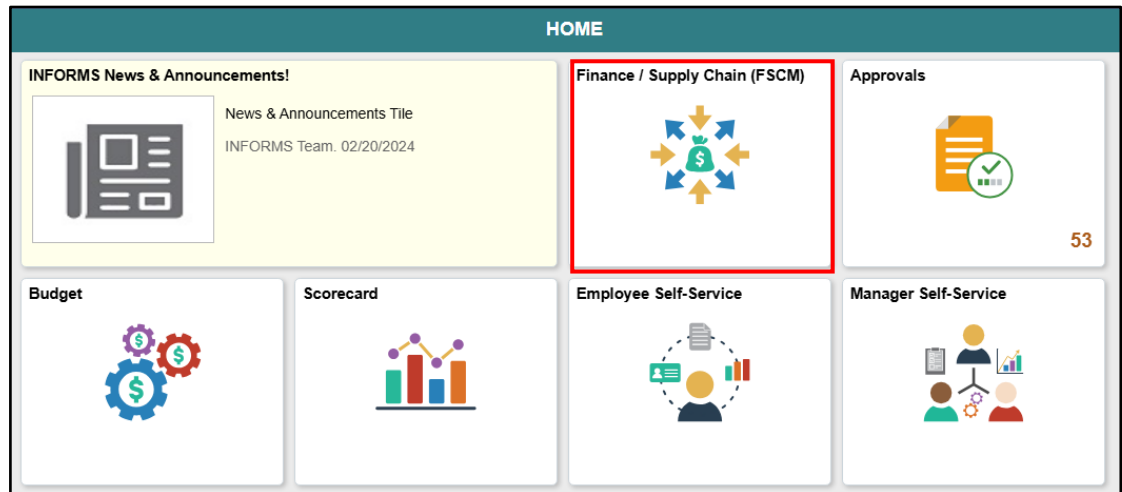 HOME
INFORMS News & Announcements!
News & Announcements Tile
INFORMS Team. 02/20/2024
Finance / Supply Chain (FSCM)
$
Approvals
53
Budget
$
$
$
Scorecard
Employee Self-Service
Manager Self-Service